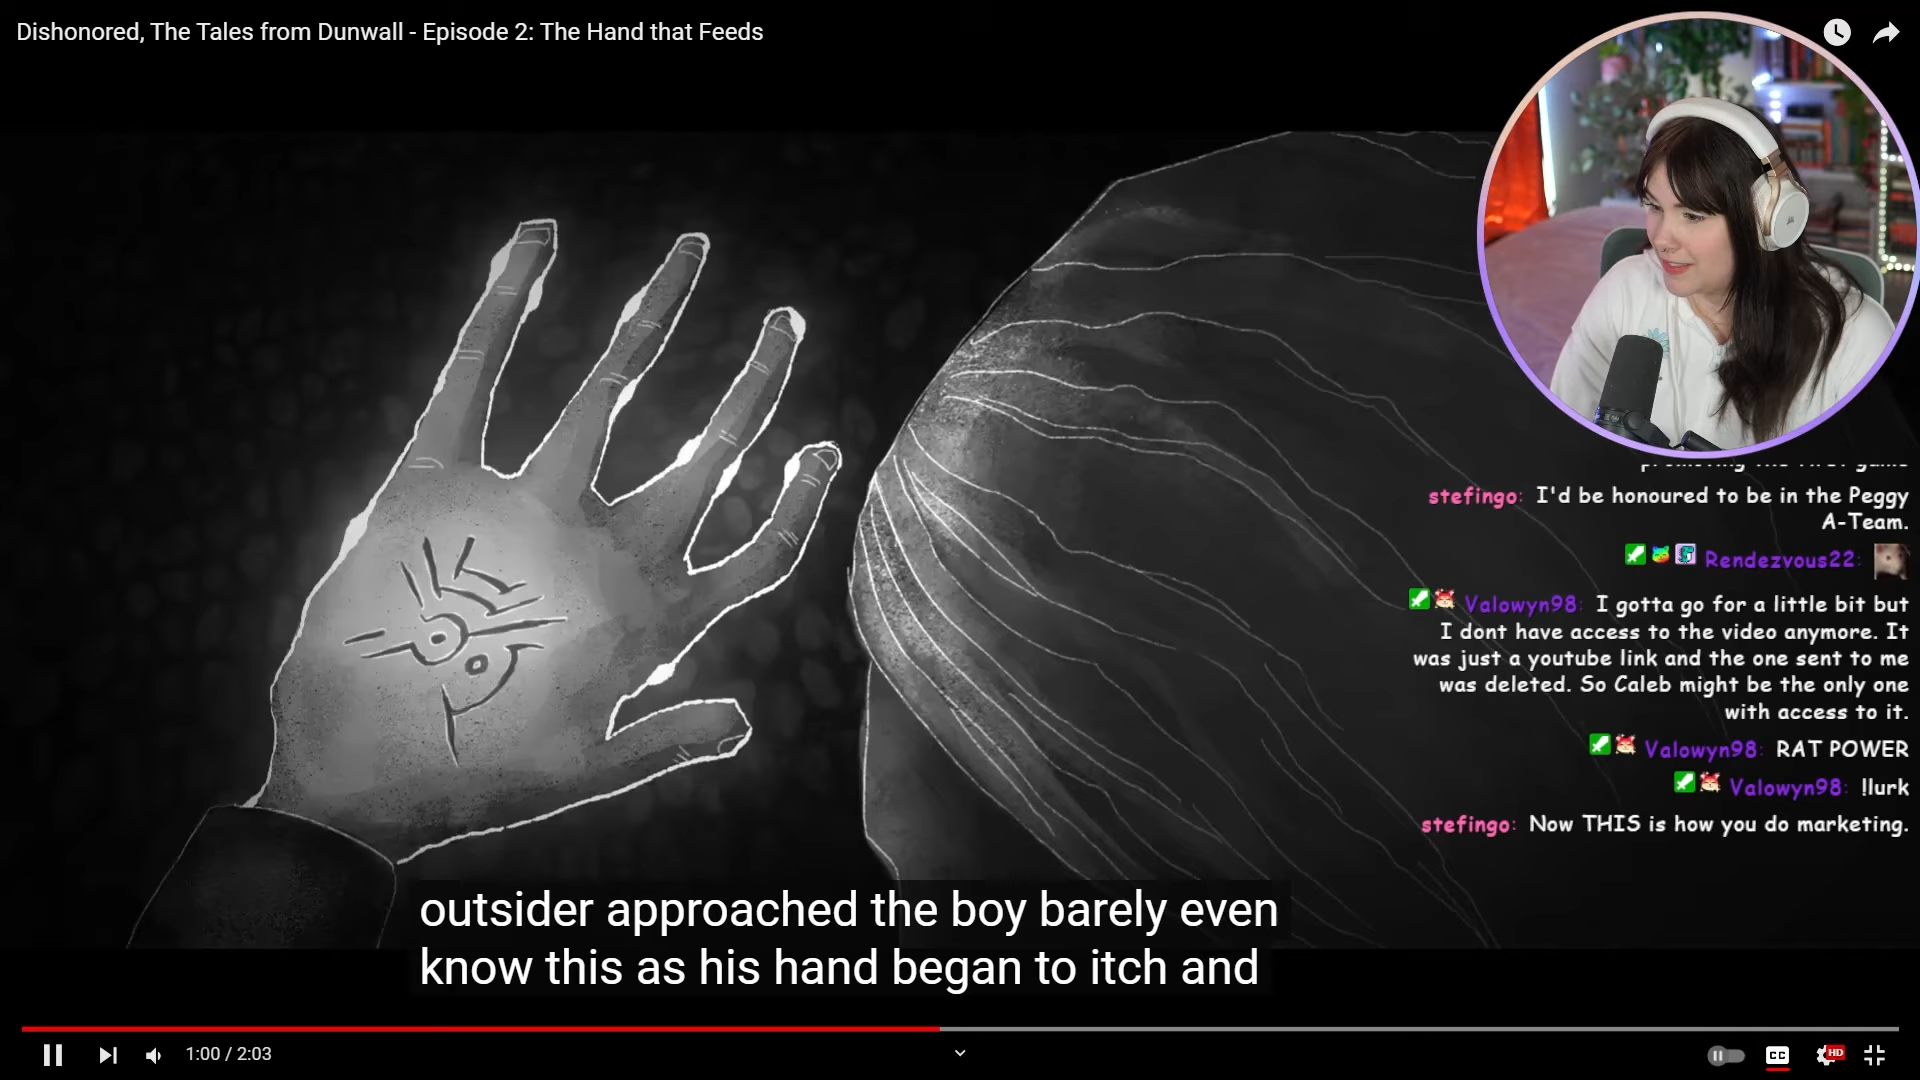 Dishonored, The Tales from Dunwall - Episode 2: The Hand that Feeds
stefingo: I'd be honoured to be in the Peggy
A-Team.
Rendezvous22:
Valowyn98: I gotta go for a little bit but
I dont have access to the video anymore. It
was just a youtube link and the one sent to me
was deleted. So Caleb might be the only one
with access to it.
Valowyn98: RAT POWER
Valowyn98: !lurk
stefingo: Now THIS is how you do marketing.
outsider approached the boy barely even
know this as his hand began to itch and
1:00 / 2:03
CC
HD